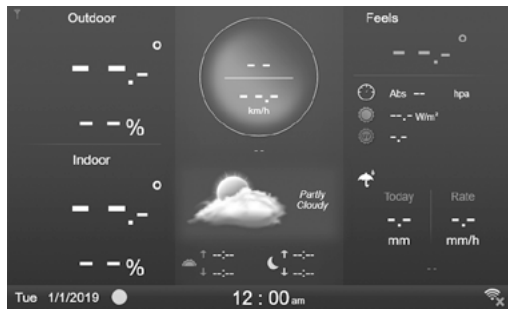 Outdoor
-- --.-°
-- -- %
Indoor
-- --.-°
-- -- %
-- --
-- --.--
km/h
--
Partly
Cloudy
↑ --:-- ↑ --:--
↓ --:-- ↓ --:--
Feels
-- --.-°
Abs -- hpa
--.- W/m²
--.-
Today Rate
--.- --.-
mm mm/h
--
Tue 1/1/2019 12 : 00 am